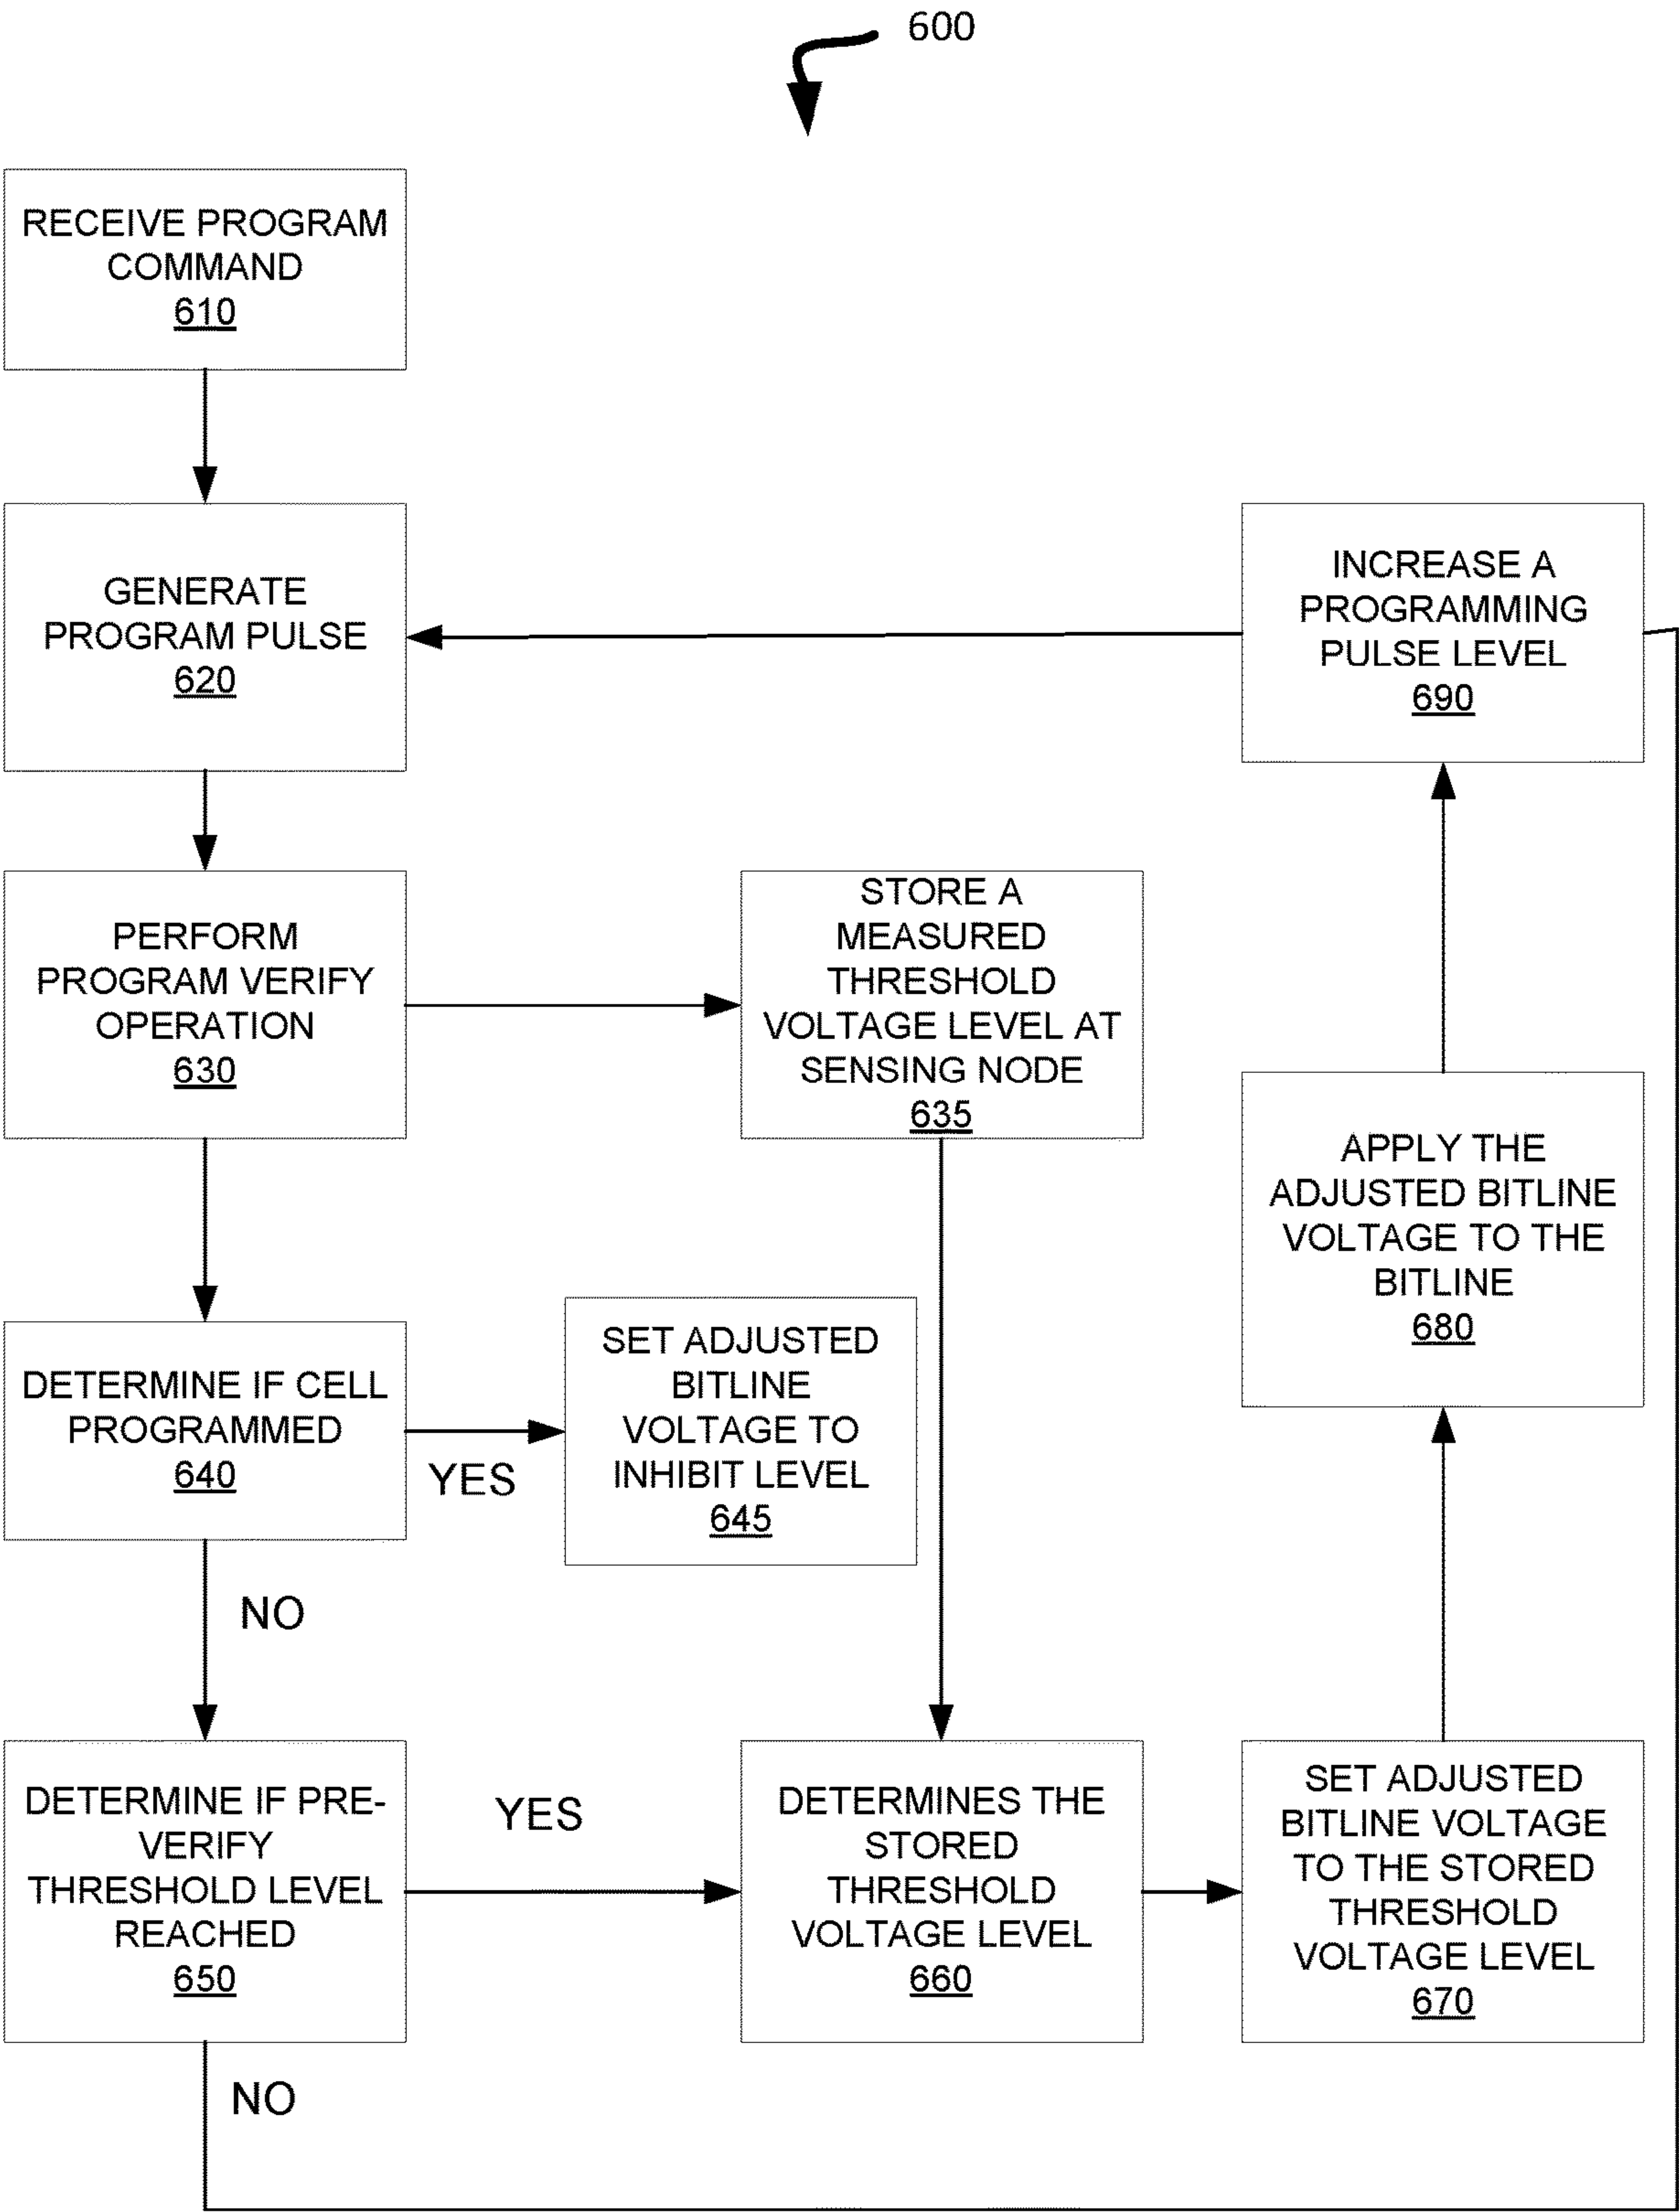 600
RECEIVE PROGRAM
COMMAND
610
GENERATE
PROGRAM PULSE
620
INCREASE A
PROGRAMMING
PULSE LEVEL
690
PERFORM
PROGRAM VERIFY
OPERATION
630
STORE A
MEASURED
THRESHOLD
VOLTAGE LEVEL AT
SENSING NODE
635
APPLY THE
ADJUSTED BITLINE
VOLTAGE TO THE
BITLINE
680
DETERMINE IF CELL
PROGRAMMED
640
YES
SET ADJUSTED
BITLINE
VOLTAGE TO
INHIBIT LEVEL
645
NO
DETERMINE IF PRE-
VERIFY
THRESHOLD LEVEL
REACHED
650
YES
DETERMINES THE
STORED
THRESHOLD
VOLTAGE LEVEL
660
SET ADJUSTED
BITLINE VOLTAGE
TO THE STORED
THRESHOLD
VOLTAGE LEVEL
670
NO